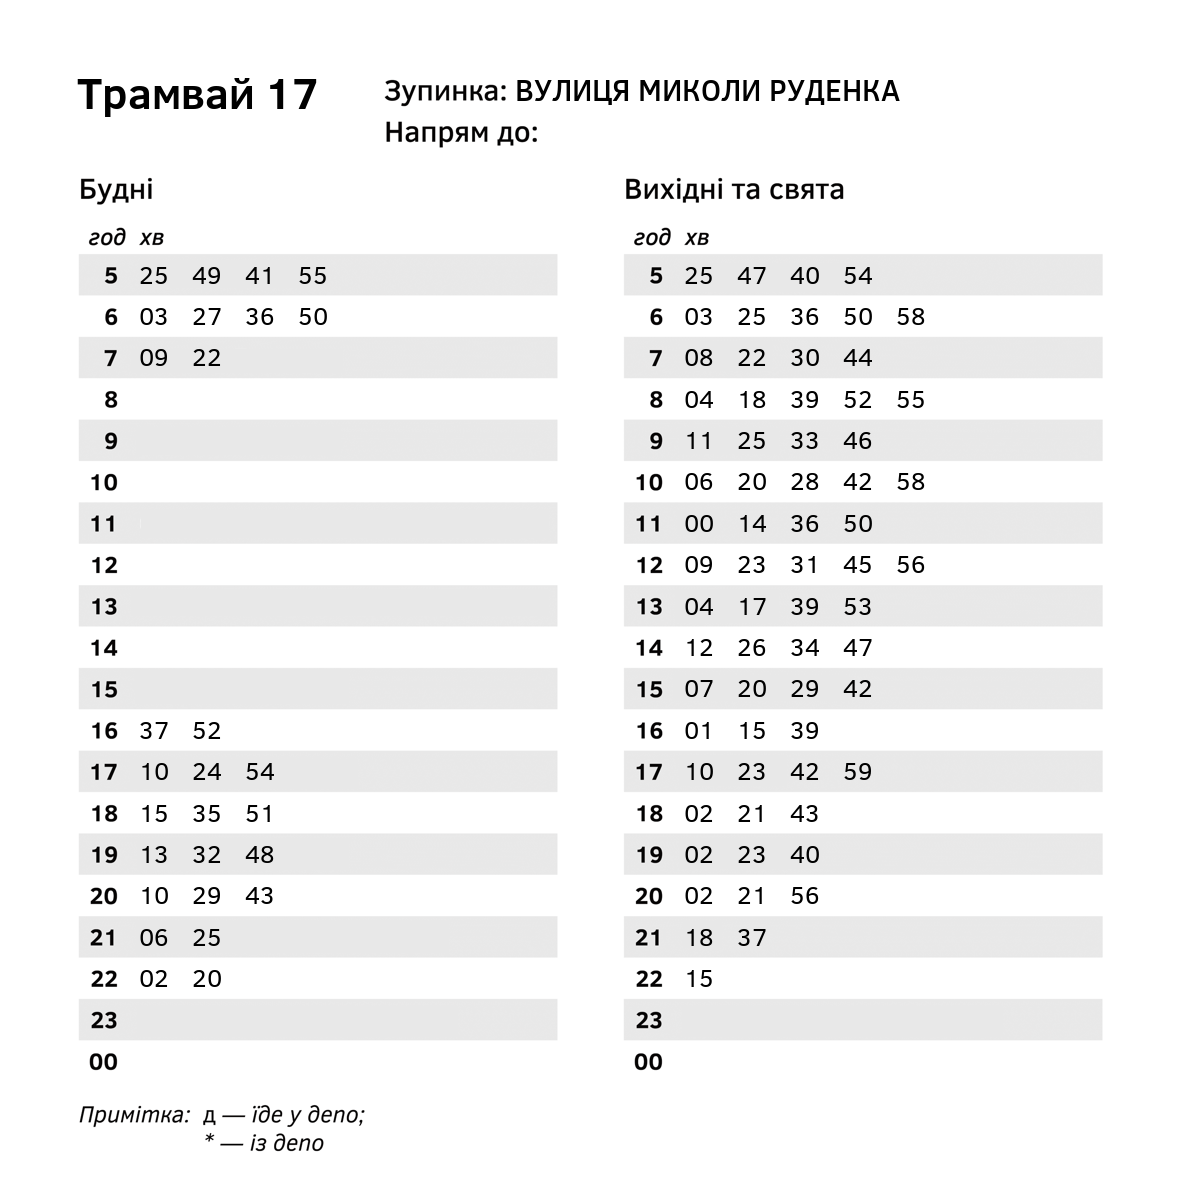 Трамвай 17
Зупинка: ВУЛИЦЯ МИКОЛИ РУДЕНКА
Напрям до:
Будні
год хв
5 25 49 41 55
6 03 27 36 50
7 09 22
8
9
10
11
12
13
14
15
16 37 52
17 10 24 54
18 15 35 51
19 13 32 48
20 10 29 43
21 06 25
22 02 20
23
00
Вихідні та свята
год хв
5 25 47 40 54
6 03 25 36 50 58
7 08 22 30 44
8 04 18 39 52 55
9 11 25 33 46
10 06 20 28 42 58
11 00 14 36 50
12 09 23 31 45 56
13 04 17 39 53
14 12 26 34 47
15 07 20 29 42
16 01 15 39
17 10 23 42 59
18 02 21 43
19 02 23 40
20 02 21 56
21 18 37
22 15
23
00
Примітка: д — їде у депо;
* — із депо